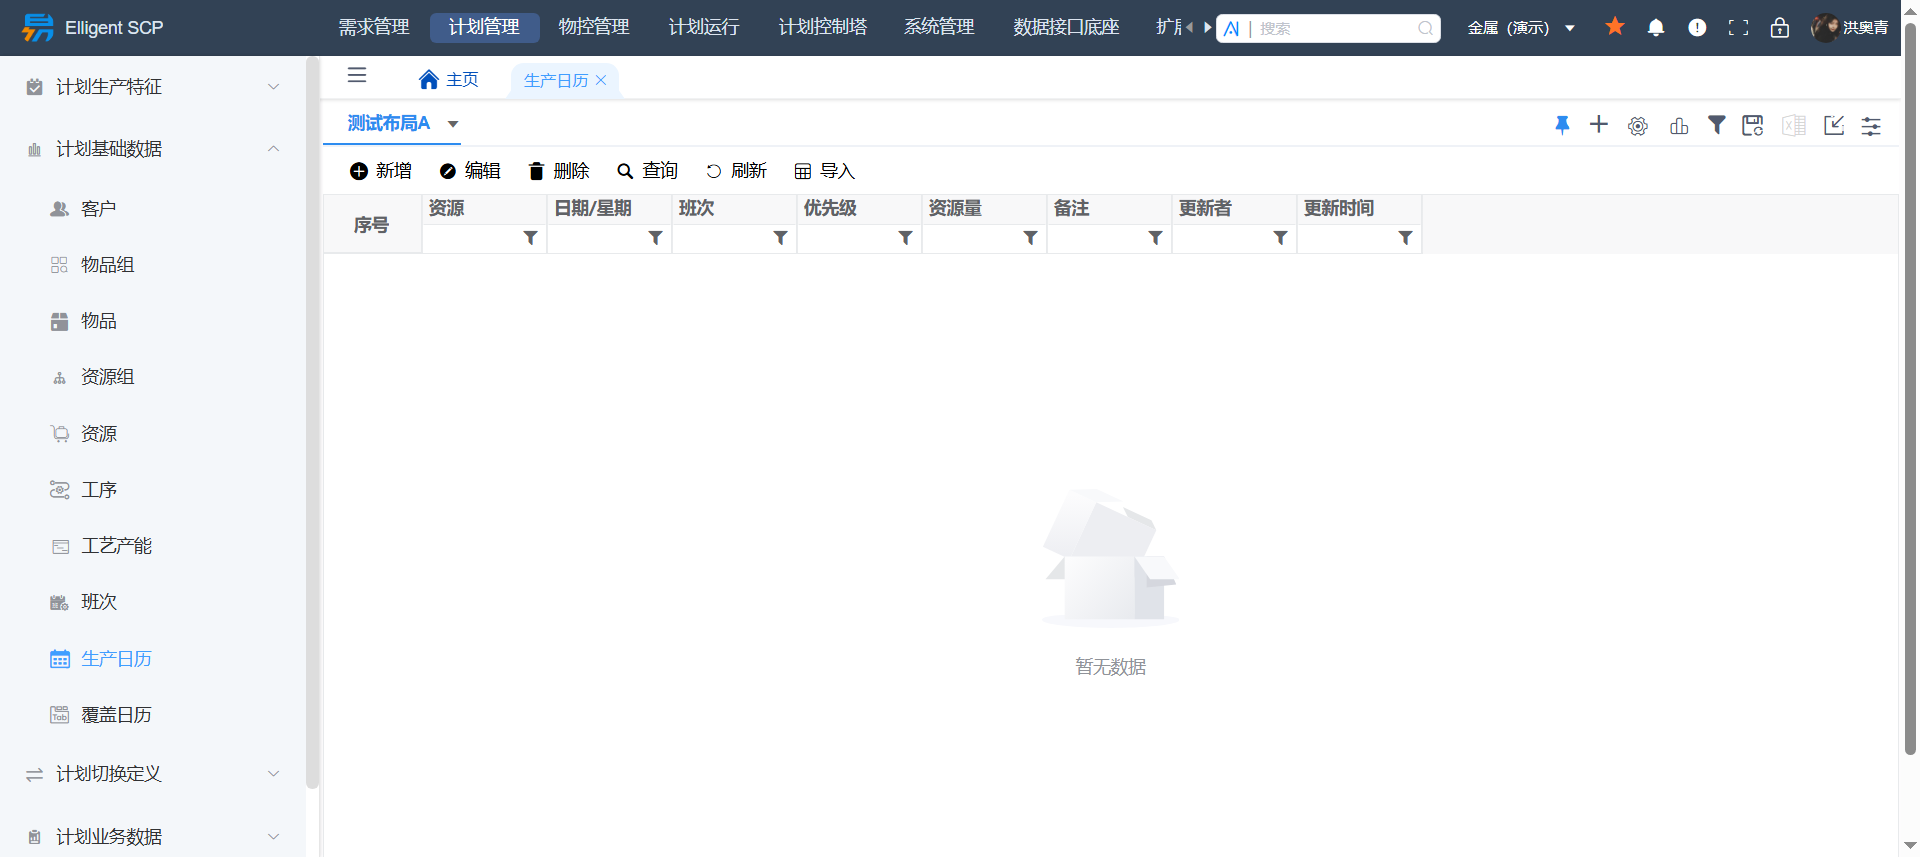 Elligent SCP
需求管理 计划管理 物控管理 计划运行 计划控制塔 系统管理 数据接口底座
搜索
金属 (演示)
洪奥青
计划生产特征
计划基础数据
客户
物品组
物品
资源组
资源
工序
工艺产能
班次
生产日历
覆盖日历
计划切换定义
计划业务数据
主页 生产日历
测试布局A
新增 编辑 删除 查询 刷新 导入
序号 资源 日期/星期 班次 优先级 资源量 备注 更新者 更新时间
暂无数据